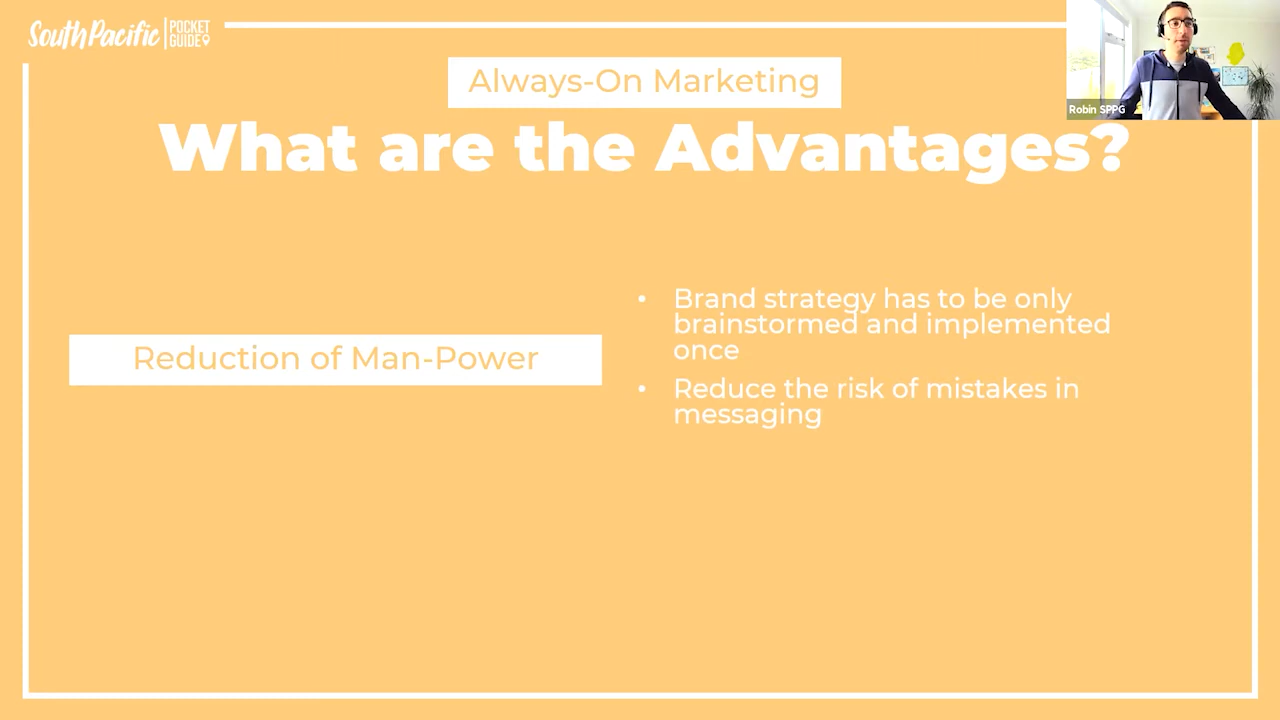 South Pacific
POCKET
GUIDE
Robin SPPG
Always-On Marketing
What are the Advantages?
Reduction of Man-Power
• Brand strategy has to be only
brainstormed and implemented
once
• Reduce the risk of mistakes in
messaging